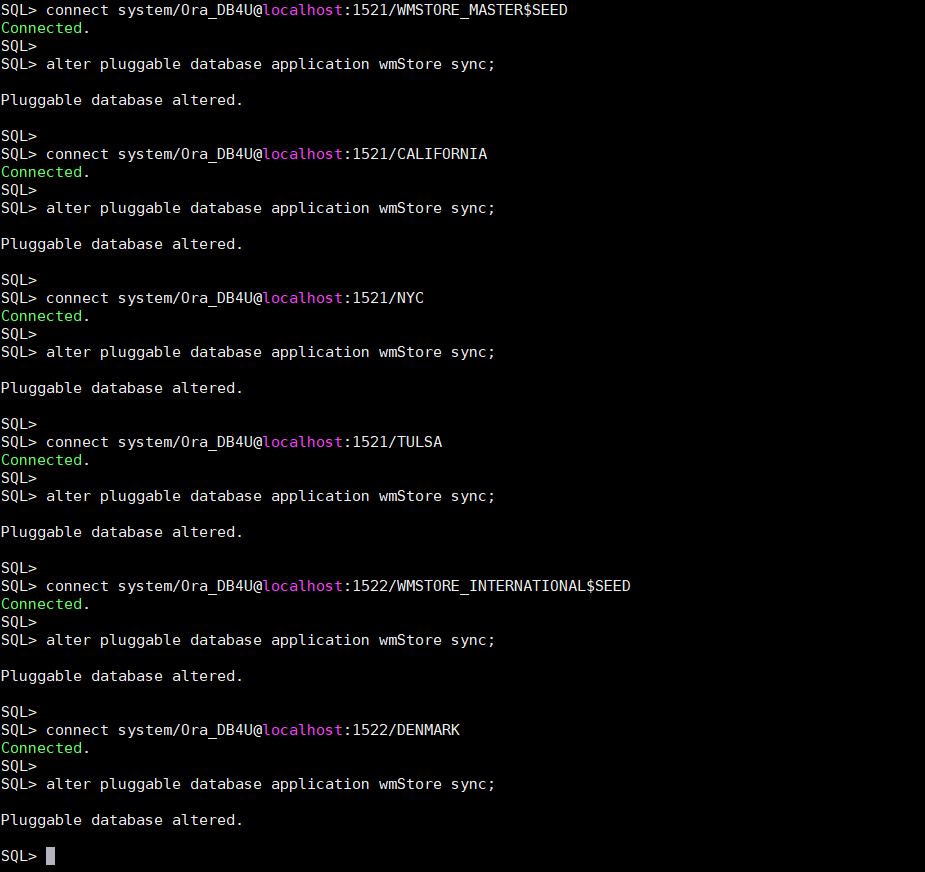 SQL> connect system/Ora_DB4U@localhost:1521/WMSTORE_MASTER$SEED
Connected.
SQL>
SQL> alter pluggable database application wmStore sync;
Pluggable database altered.
SQL>
SQL> connect system/Ora_DB4U@localhost:1521/CALIFORNIA
Connected.
SQL>
SQL> alter pluggable database application wmStore sync;
Pluggable database altered.
SQL>
SQL> connect system/Ora_DB4U@localhost:1521/NYC
Connected.
SQL>
SQL> alter pluggable database application wmStore sync;
Pluggable database altered.
SQL>
SQL> connect system/Ora_DB4U@localhost:1521/TULSA
Connected.
SQL>
SQL> alter pluggable database application wmStore sync;
Pluggable database altered.
SQL>
SQL> connect system/Ora_DB4U@localhost:1522/WMSTORE_INTERNATIONAL$SEED
Connected.
SQL>
SQL> alter pluggable database application wmStore sync;
Pluggable database altered.
SQL>
SQL> connect system/Ora_DB4U@localhost:1522/DENMARK
Connected.
SQL>
SQL> alter pluggable database application wmStore sync;
Pluggable database altered.
SQL>